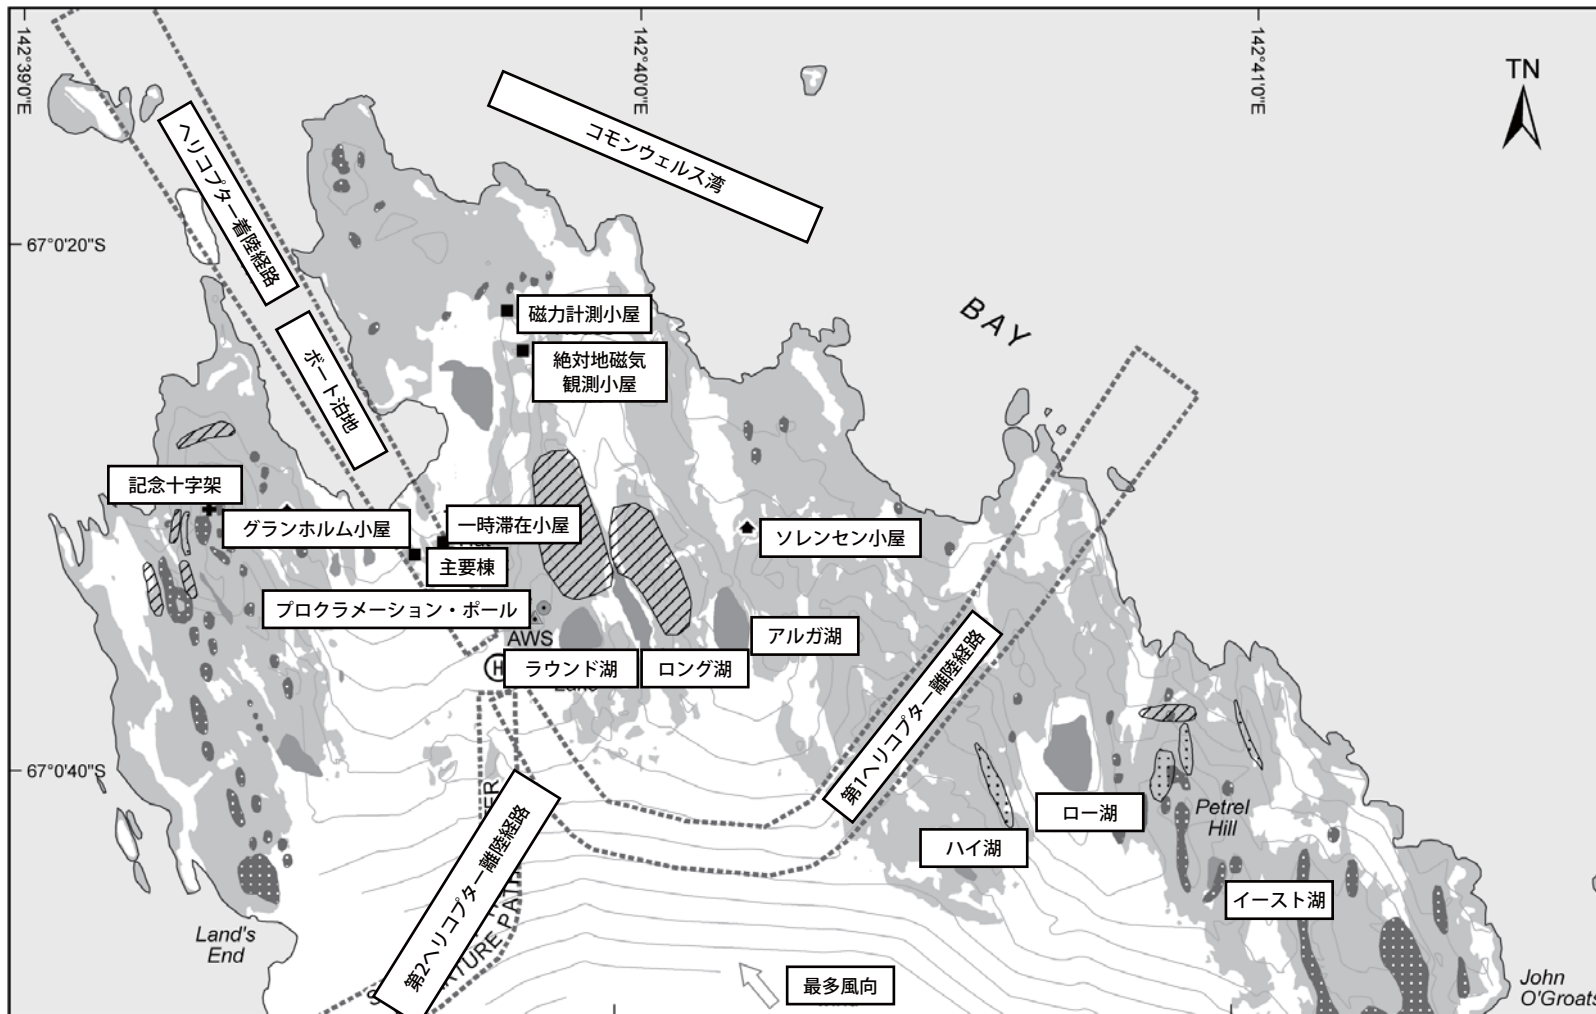 142°39'0"E
142°40'0"E
142°41'0"E
TN
コモンウェルス湾
ヘリコプター着陸経路
67°0'20"S
BAY
磁力計測小屋
ボート泊地
絶対地磁気
観測小屋
記念十字架
グランホルム小屋
一時滞在小屋
ソレンセン小屋
主要棟
プロクラメーション・ポール
AWS
アルガ湖
H
ラウンド湖
ロング湖
第1ヘリコプター離陸経路
67°0'40"S
Petrel
Hill
ロー湖
ハイ湖
第2ヘリコプター離陸経路
イースト湖
Land's
End
最多風向
John
O'Groats